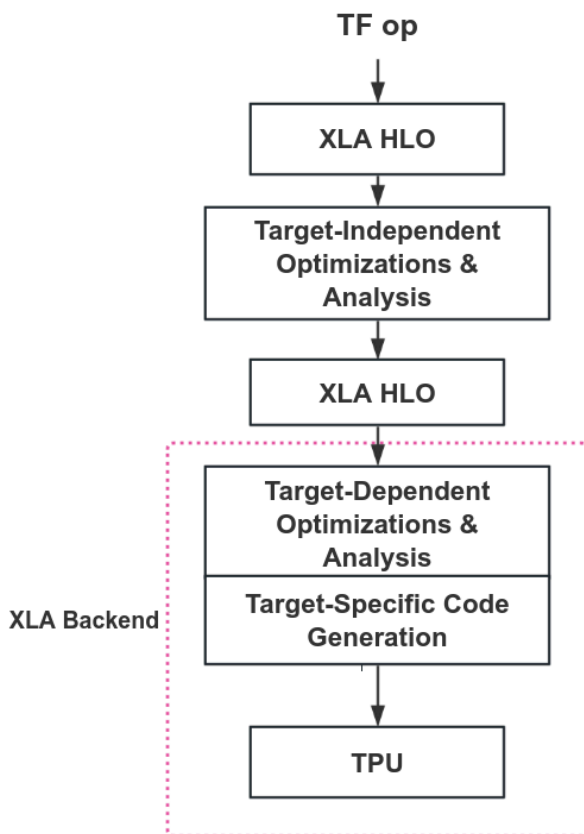 TF op
XLA HLO
Target-Independent
Optimizations &
Analysis
XLA HLO
Target-Dependent
Optimizations &
Analysis
XLA Backend
Target-Specific Code
Generation
TPU